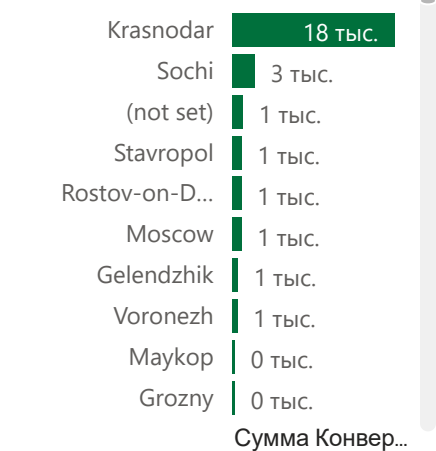 Krasnodar 18 тыс.
Sochi 3 тыс.
(not set) 1 тыс.
Stavropol 1 тыс.
Rostov-on-D... 1 тыс.
Moscow 1 тыс.
Gelendzhik 1 тыс.
Voronezh 1 тыс.
Maykop 0 тыс.
Grozny 0 тыс.
Сумма Конвер...